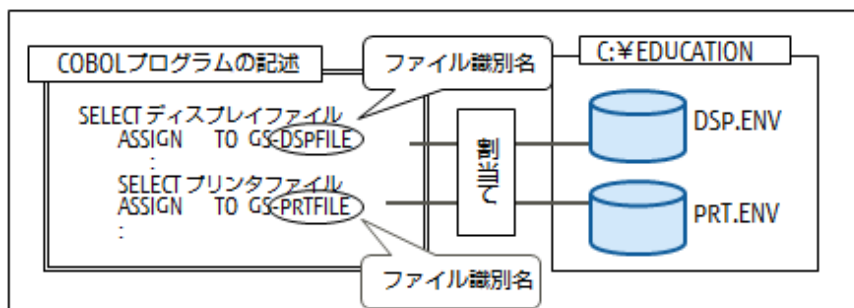 COBOLプログラムの記述
ファイル識別名
C:¥EDUCATION
SELECT ディスプレイファイル
ASSIGN TO GS-DSPFILE
:
SELECT プリンタファイル
ASSIGN TO GS-PRTFILE
:
割当て
DSP.ENV
PRT.ENV
ファイル識別名